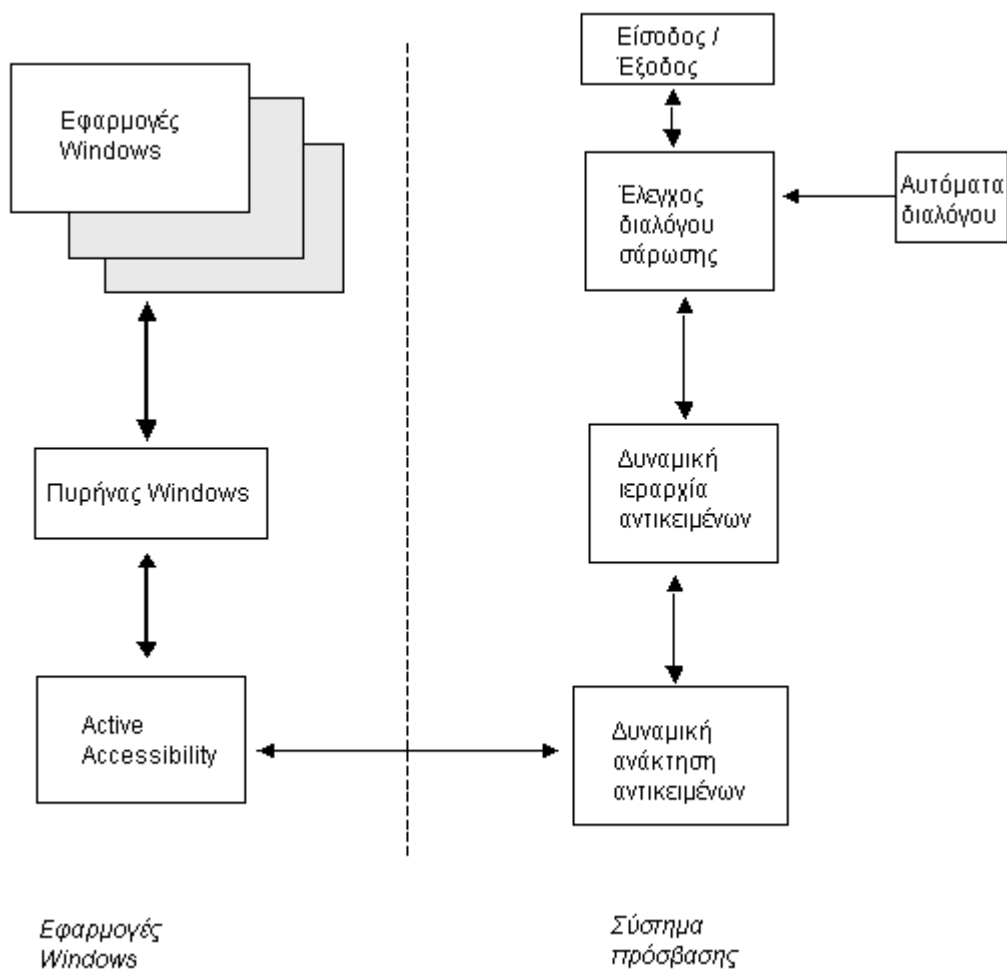 Είσοδος /
Έξοδος
Εφαρμογές
Windows
Έλεγχος
διαλόγου
σάρωσης
Αυτόματα
διαλόγου
Πυρήνας Windows
Δυναμική
ιεραρχία
αντικειμένων
Active
Accessibility
Δυναμική
ανάκτηση
αντικειμένων
Εφαρμογές
Windows
Σύστημα
πρόσβασης